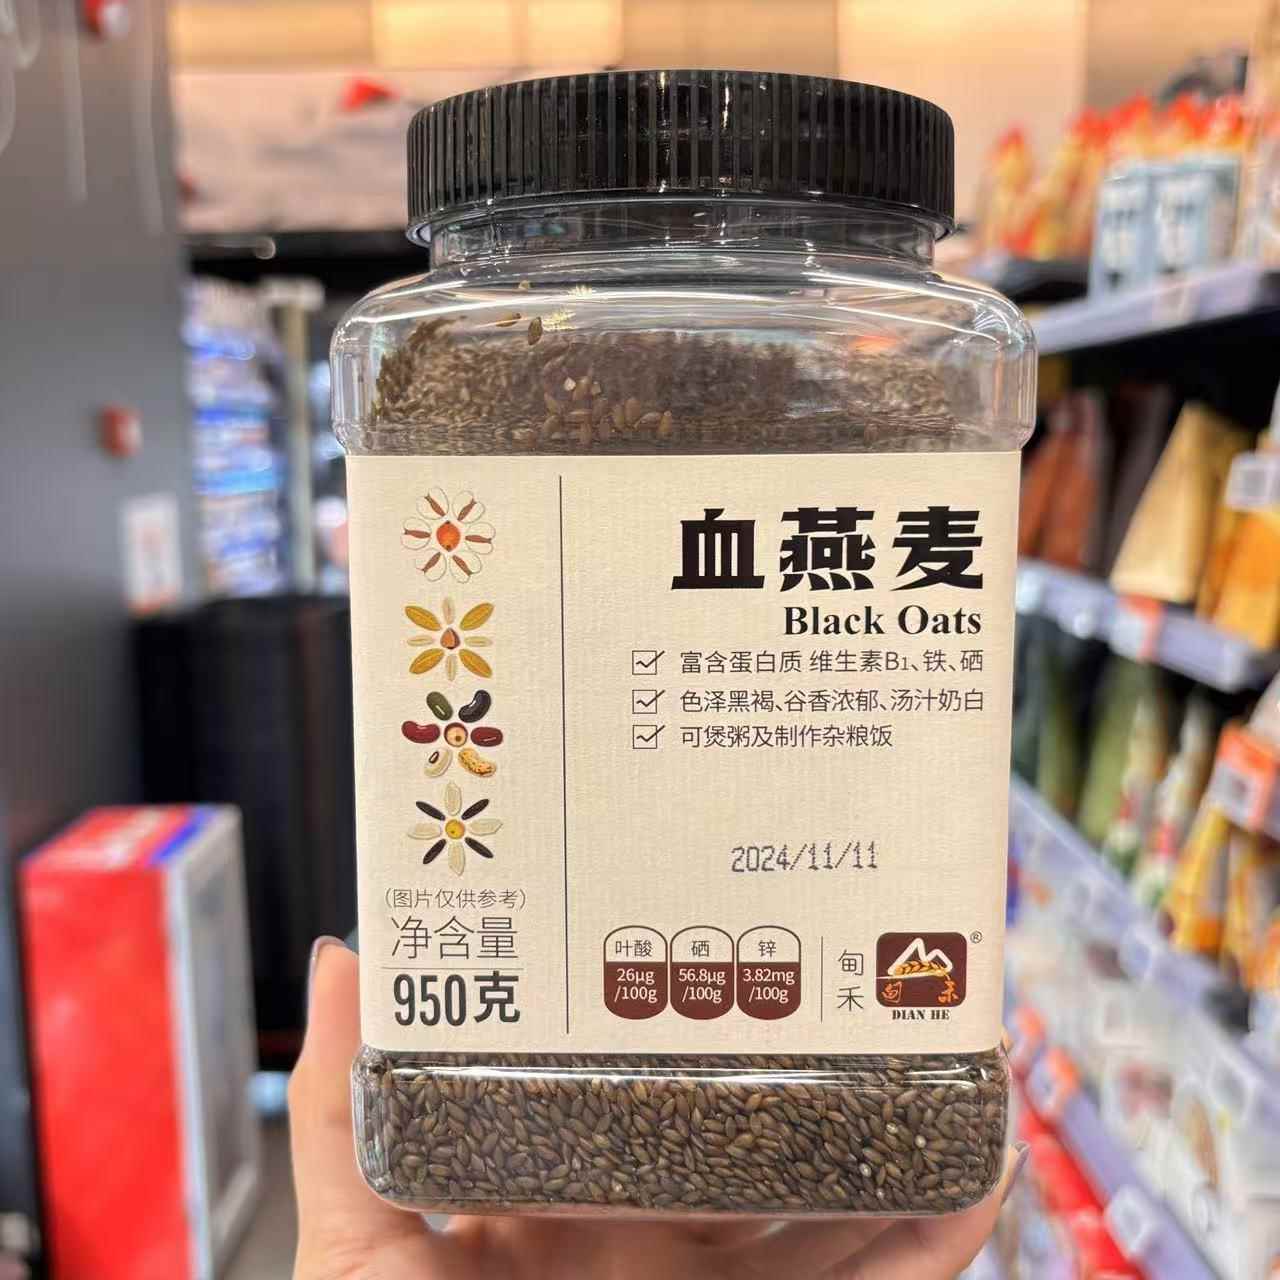 血燕麦
Black Oats
富含蛋白质 维生素B1、铁、硒
色泽黑褐、谷香浓郁、汤汁奶白
可煲粥及制作杂粮饭
2024/11/11
(图片仅供参考)
净含量
950克
叶酸
26μg
/100g
硒
56.8μg
/100g
锌
3.82mg
/100g
甸禾
甸禾
DIAN HE
®